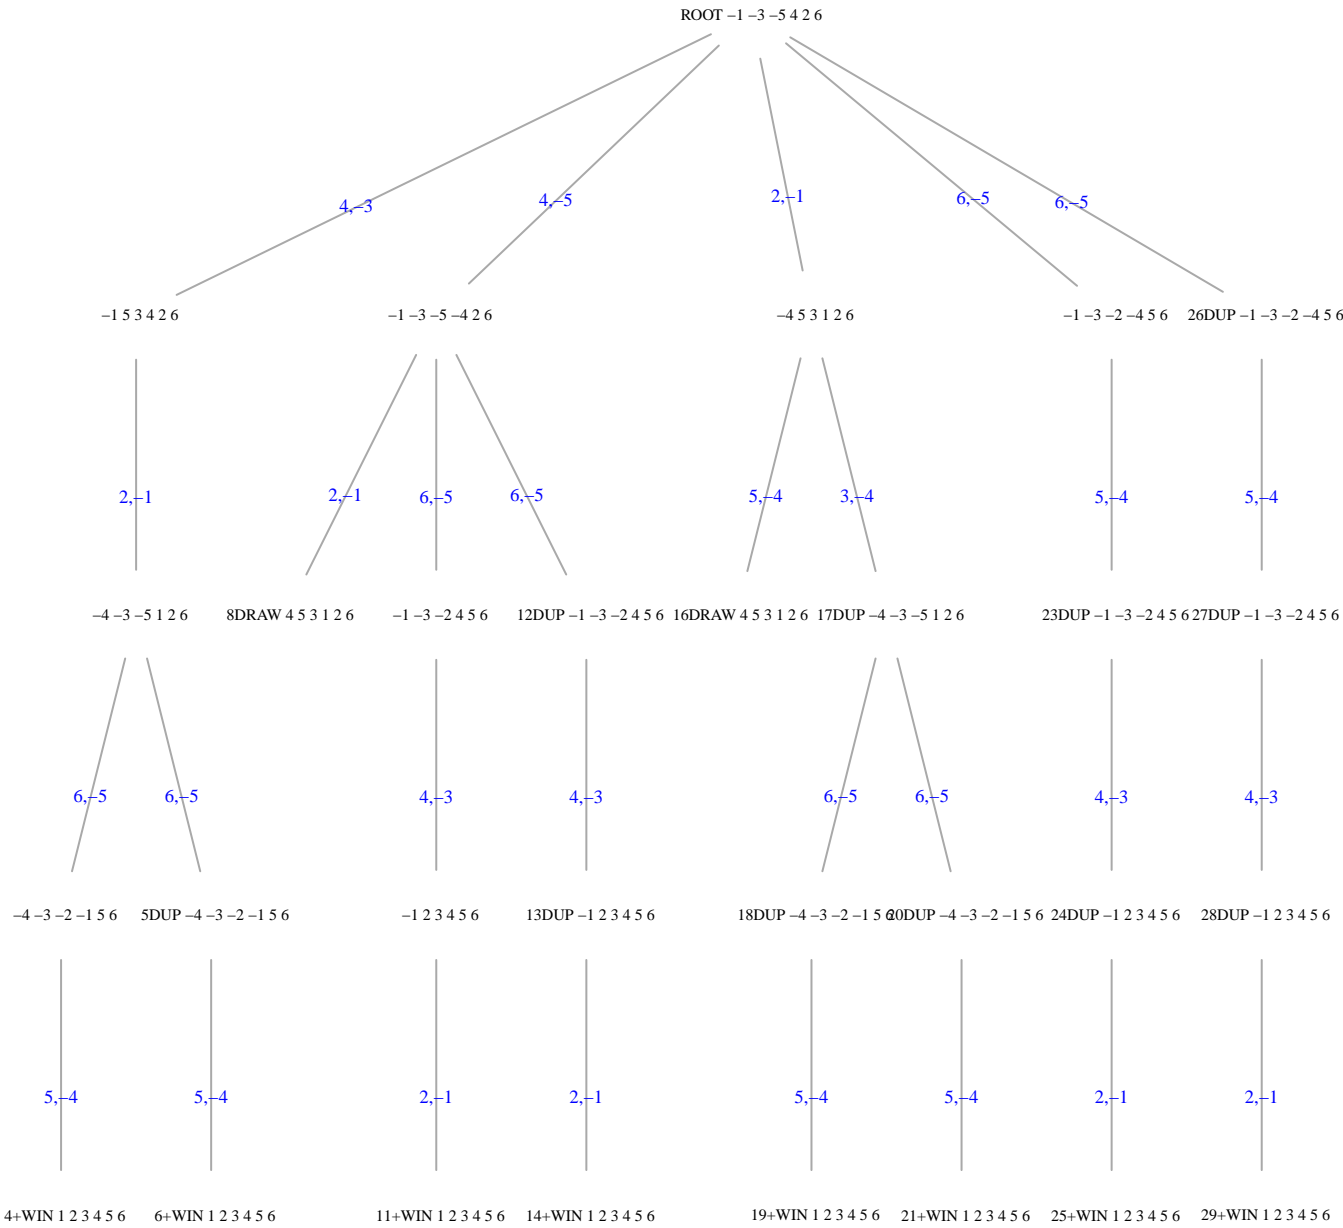 ROOT −1 −3 −5 4 2 6
4,−3
4,−5
2,−1
6,−5
6,−5
−1 5 3 4 2 6
−1 −3 −5 −4 2 6
−4 5 3 1 2 6
−1 −3 −2 −4 5 6
26DUP −1 −3 −2 −4 5 6
2,−1
2,−1
6,−5
6,−5
5,−4
3,−4
5,−4
5,−4
−4 −3 −5 1 2 6
8DRAW 4 5 3 1 2 6
−1 −3 −2 4 5 6
12DUP −1 −3 −2 4 5 6
16DRAW 4 5 3 1 2 6
17DUP −4 −3 −5 1 2 6
23DUP −1 −3 −2 4 5 6
27DUP −1 −3 −2 4 5 6
6,−5
6,−5
4,−3
4,−3
6,−5
6,−5
4,−3
4,−3
−4 −3 −2 −1 5 6
5DUP −4 −3 −2 −1 5 6
−1 2 3 4 5 6
13DUP −1 2 3 4 5 6
18DUP −4 −3 −2 −1 5 6
20DUP −4 −3 −2 −1 5 6
24DUP −1 2 3 4 5 6
28DUP −1 2 3 4 5 6
5,−4
5,−4
2,−1
2,−1
5,−4
5,−4
2,−1
2,−1
4+WIN 1 2 3 4 5 6
6+WIN 1 2 3 4 5 6
11+WIN 1 2 3 4 5 6
14+WIN 1 2 3 4 5 6
19+WIN 1 2 3 4 5 6
21+WIN 1 2 3 4 5 6
25+WIN 1 2 3 4 5 6
29+WIN 1 2 3 4 5 6